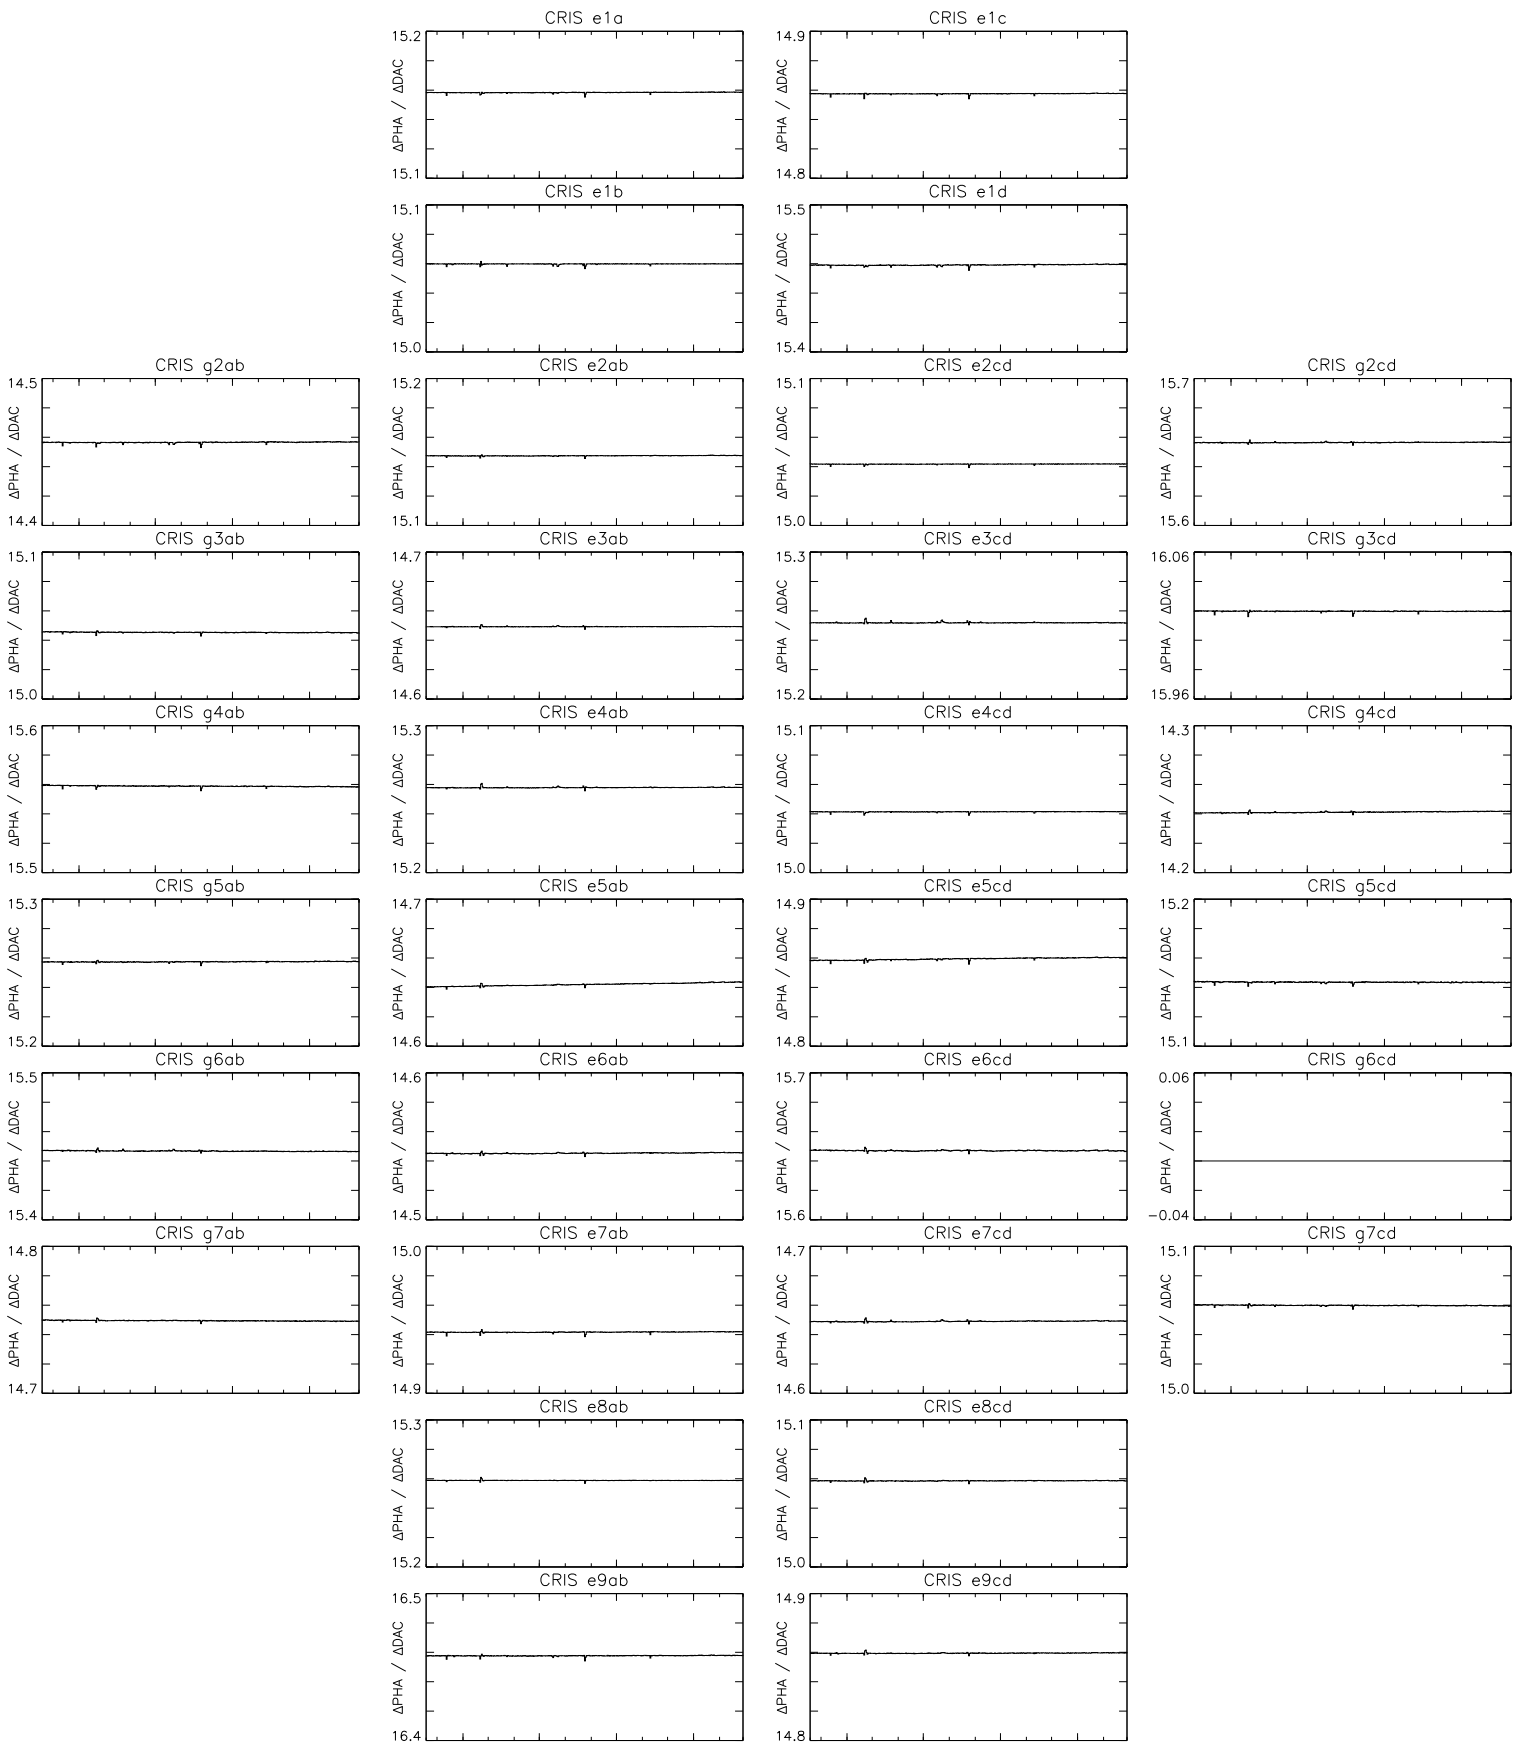 CRIS e1a
CRIS e1c
15.2
ΔPHA / ΔDAC
15.1
14.9
ΔPHA / ΔDAC
14.8
CRIS e1b
CRIS e1d
15.1
ΔPHA / ΔDAC
15.0
15.5
ΔPHA / ΔDAC
15.4
CRIS g2ab
CRIS e2ab
CRIS e2cd
CRIS g2cd
14.5
ΔPHA / ΔDAC
14.4
15.2
ΔPHA / ΔDAC
15.1
15.1
ΔPHA / ΔDAC
15.0
15.7
ΔPHA / ΔDAC
15.6
CRIS g3ab
CRIS e3ab
CRIS e3cd
CRIS g3cd
15.1
ΔPHA / ΔDAC
15.0
14.7
ΔPHA / ΔDAC
14.6
15.3
ΔPHA / ΔDAC
15.2
16.06
ΔPHA / ΔDAC
15.96
CRIS g4ab
CRIS e4ab
CRIS e4cd
CRIS g4cd
15.6
ΔPHA / ΔDAC
15.5
15.3
ΔPHA / ΔDAC
15.2
15.1
ΔPHA / ΔDAC
15.0
14.3
ΔPHA / ΔDAC
14.2
CRIS g5ab
CRIS e5ab
CRIS e5cd
CRIS g5cd
15.3
ΔPHA / ΔDAC
15.2
14.7
ΔPHA / ΔDAC
14.6
14.9
ΔPHA / ΔDAC
14.8
15.2
ΔPHA / ΔDAC
15.1
CRIS g6ab
CRIS e6ab
CRIS e6cd
CRIS g6cd
15.5
ΔPHA / ΔDAC
15.4
14.6
ΔPHA / ΔDAC
14.5
15.7
ΔPHA / ΔDAC
15.6
0.06
ΔPHA / ΔDAC
−0.04
CRIS g7ab
CRIS e7ab
CRIS e7cd
CRIS g7cd
14.8
ΔPHA / ΔDAC
14.7
15.0
ΔPHA / ΔDAC
14.9
14.7
ΔPHA / ΔDAC
14.6
15.1
ΔPHA / ΔDAC
15.0
CRIS e8ab
CRIS e8cd
15.3
ΔPHA / ΔDAC
15.2
15.1
ΔPHA / ΔDAC
15.0
CRIS e9ab
CRIS e9cd
16.5
ΔPHA / ΔDAC
16.4
14.9
ΔPHA / ΔDAC
14.8